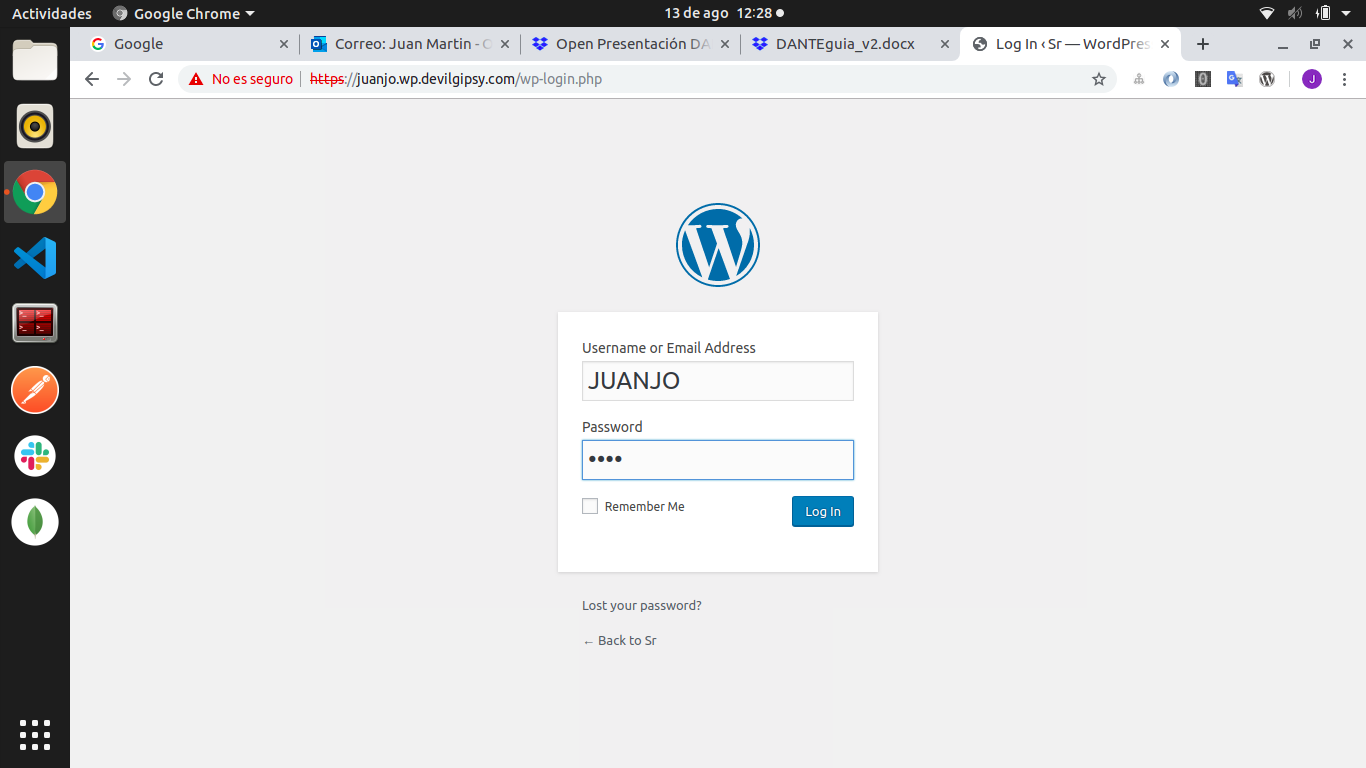 Actividades Google Chrome 13 de ago 12:28
Google Correo: Juan Martin - Open Presentación DA DANTEguia_v2.docx Log In ‹ Sr — WordPres
No es seguro https://juanjo.wp.devilgipsy.com/wp-login.php J
Username or Email Address
JUANJO
Password
••••
Remember Me Log In
Lost your password?
← Back to Sr